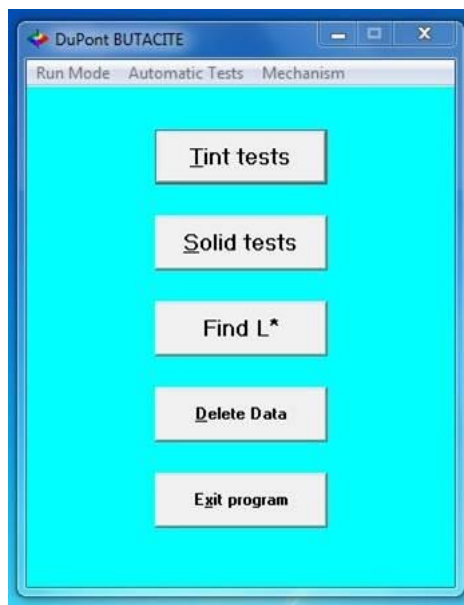 DuPont BUTACITE
Run Mode Automatic Tests Mechanism
Tint tests
Solid tests
Find L*
Delete Data
Exit program